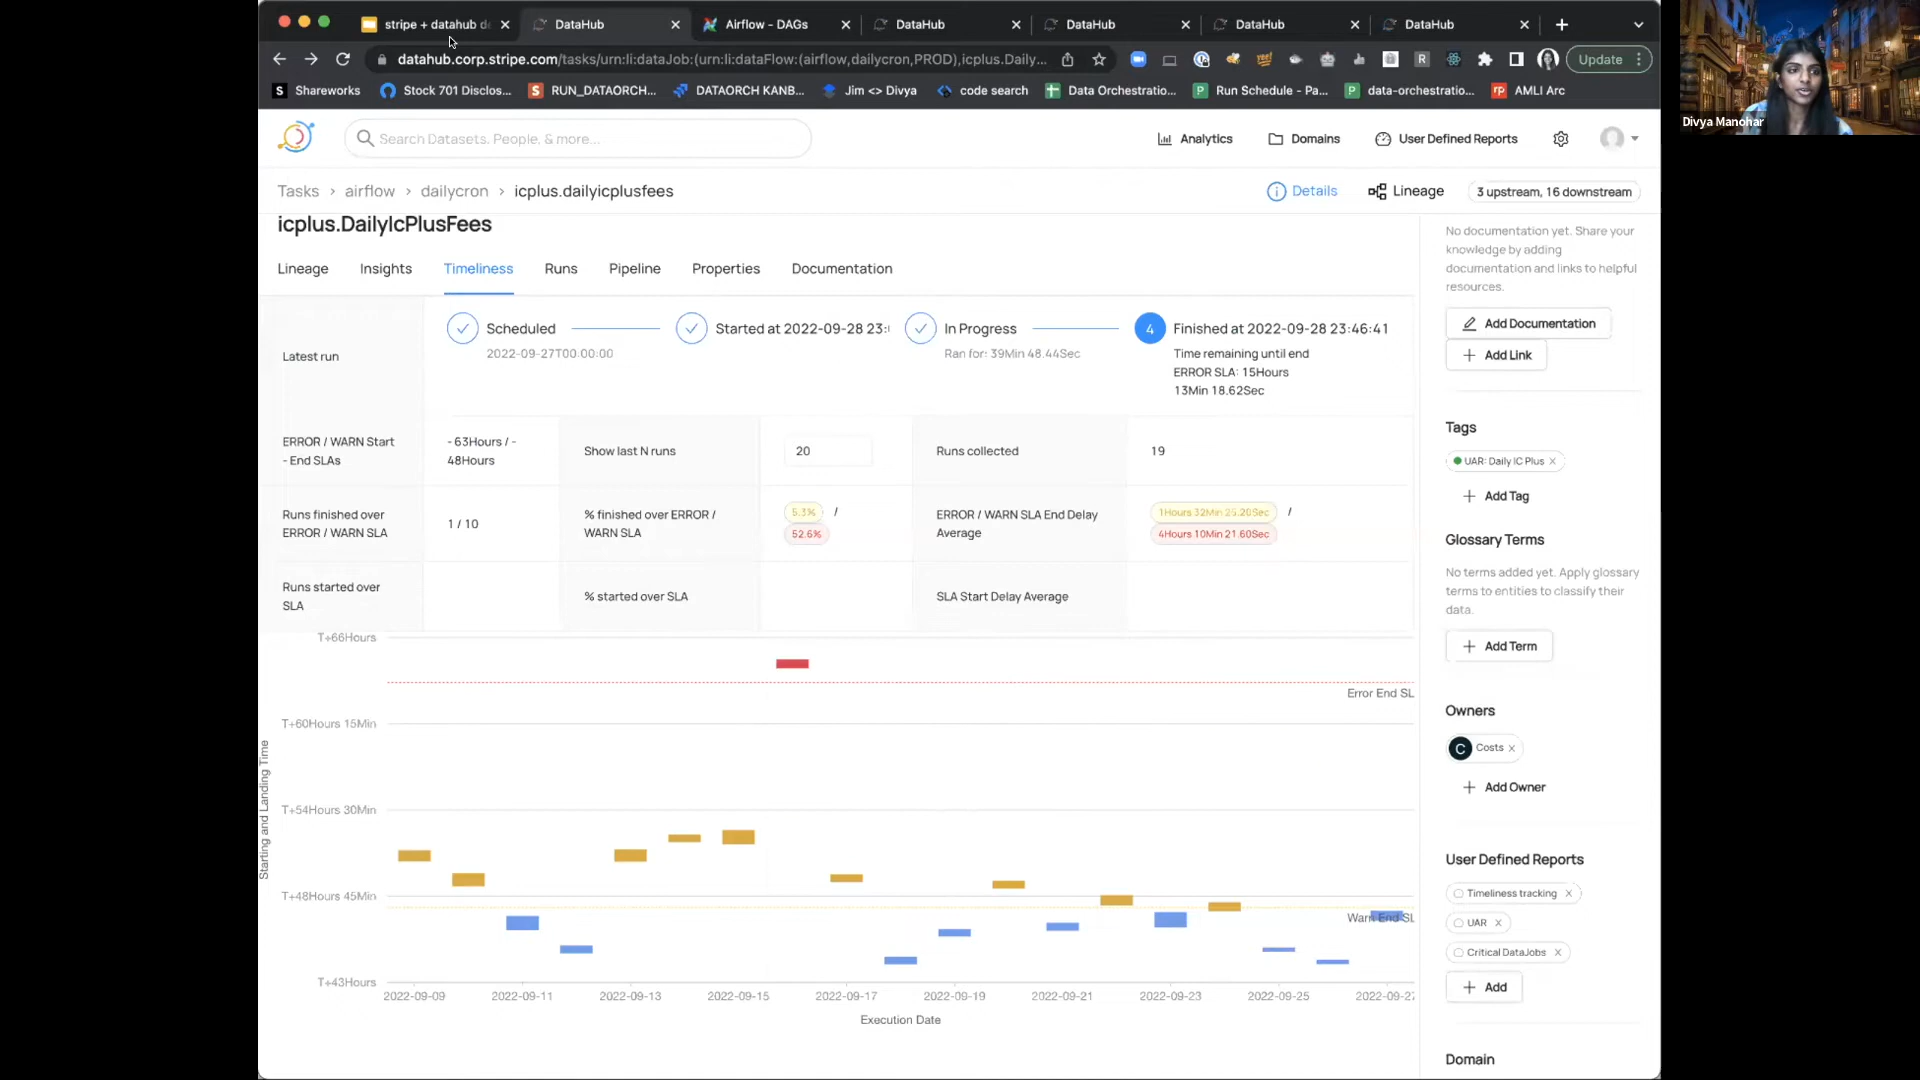 stripe + datahub de
DataHub
Airflow - DAGs
DataHub
DataHub
DataHub
DataHub
datahub.corp.stripe.com/tasks/urn:li:dataJob:(urn:li:dataFlow:(airflow,dailycron,PROD),icplus.Daily...
Update
Shareworks
Stock 701 Disclos...
RUN_DATAORCH...
DATAORCH KANB...
Jim <> Divya
code search
Data Orchestratio...
Run Schedule - Pa...
data-orchestratio...
AMLI Arc
Divya Manohar
Search Datasets, People, & more...
Analytics
Domains
User Defined Reports
Tasks > airflow > dailycron > icplus.dailyicplusfees
Details
Lineage
3 upstream, 16 downstream
icplus.DailyIcPlusFees
Lineage
Insights
Timeliness
Runs
Pipeline
Properties
Documentation
Latest run
Scheduled
2022-09-27T00:00:00
Started at 2022-09-28 23:
In Progress
Ran for: 39Min 48.44Sec
4
Finished at 2022-09-28 23:46:41
Time remaining until end
ERROR SLA: 15Hours
13Min 18.62Sec
ERROR / WARN Start
- End SLAs
- 63Hours / -
48Hours
Show last N runs
20
Runs collected
19
Runs finished over
ERROR / WARN SLA
1 / 10
% finished over ERROR /
WARN SLA
5.3% /
52.6%
ERROR / WARN SLA End Delay
Average
1Hours 32Min 25.20Sec /
4Hours 10Min 21.60Sec
Runs started over
SLA
% started over SLA
SLA Start Delay Average
Starting and Landing Time
T+66Hours
Error End SL
T+60Hours 15Min
T+54Hours 30Min
T+48Hours 45Min
Warn End SL
T+43Hours
2022-09-09
2022-09-11
2022-09-13
2022-09-15
2022-09-17
2022-09-19
2022-09-21
2022-09-23
2022-09-25
2022-09-27
Execution Date
No documentation yet. Share your
knowledge by adding
documentation and links to helpful
resources.
Add Documentation
+ Add Link
Tags
UAR: Daily IC Plus
+ Add Tag
Glossary Terms
No terms added yet. Apply glossary
terms to entities to classify their
data.
+ Add Term
Owners
C Costs
+ Add Owner
User Defined Reports
Timeliness tracking
UAR
Critical DataJobs
+ Add
Domain